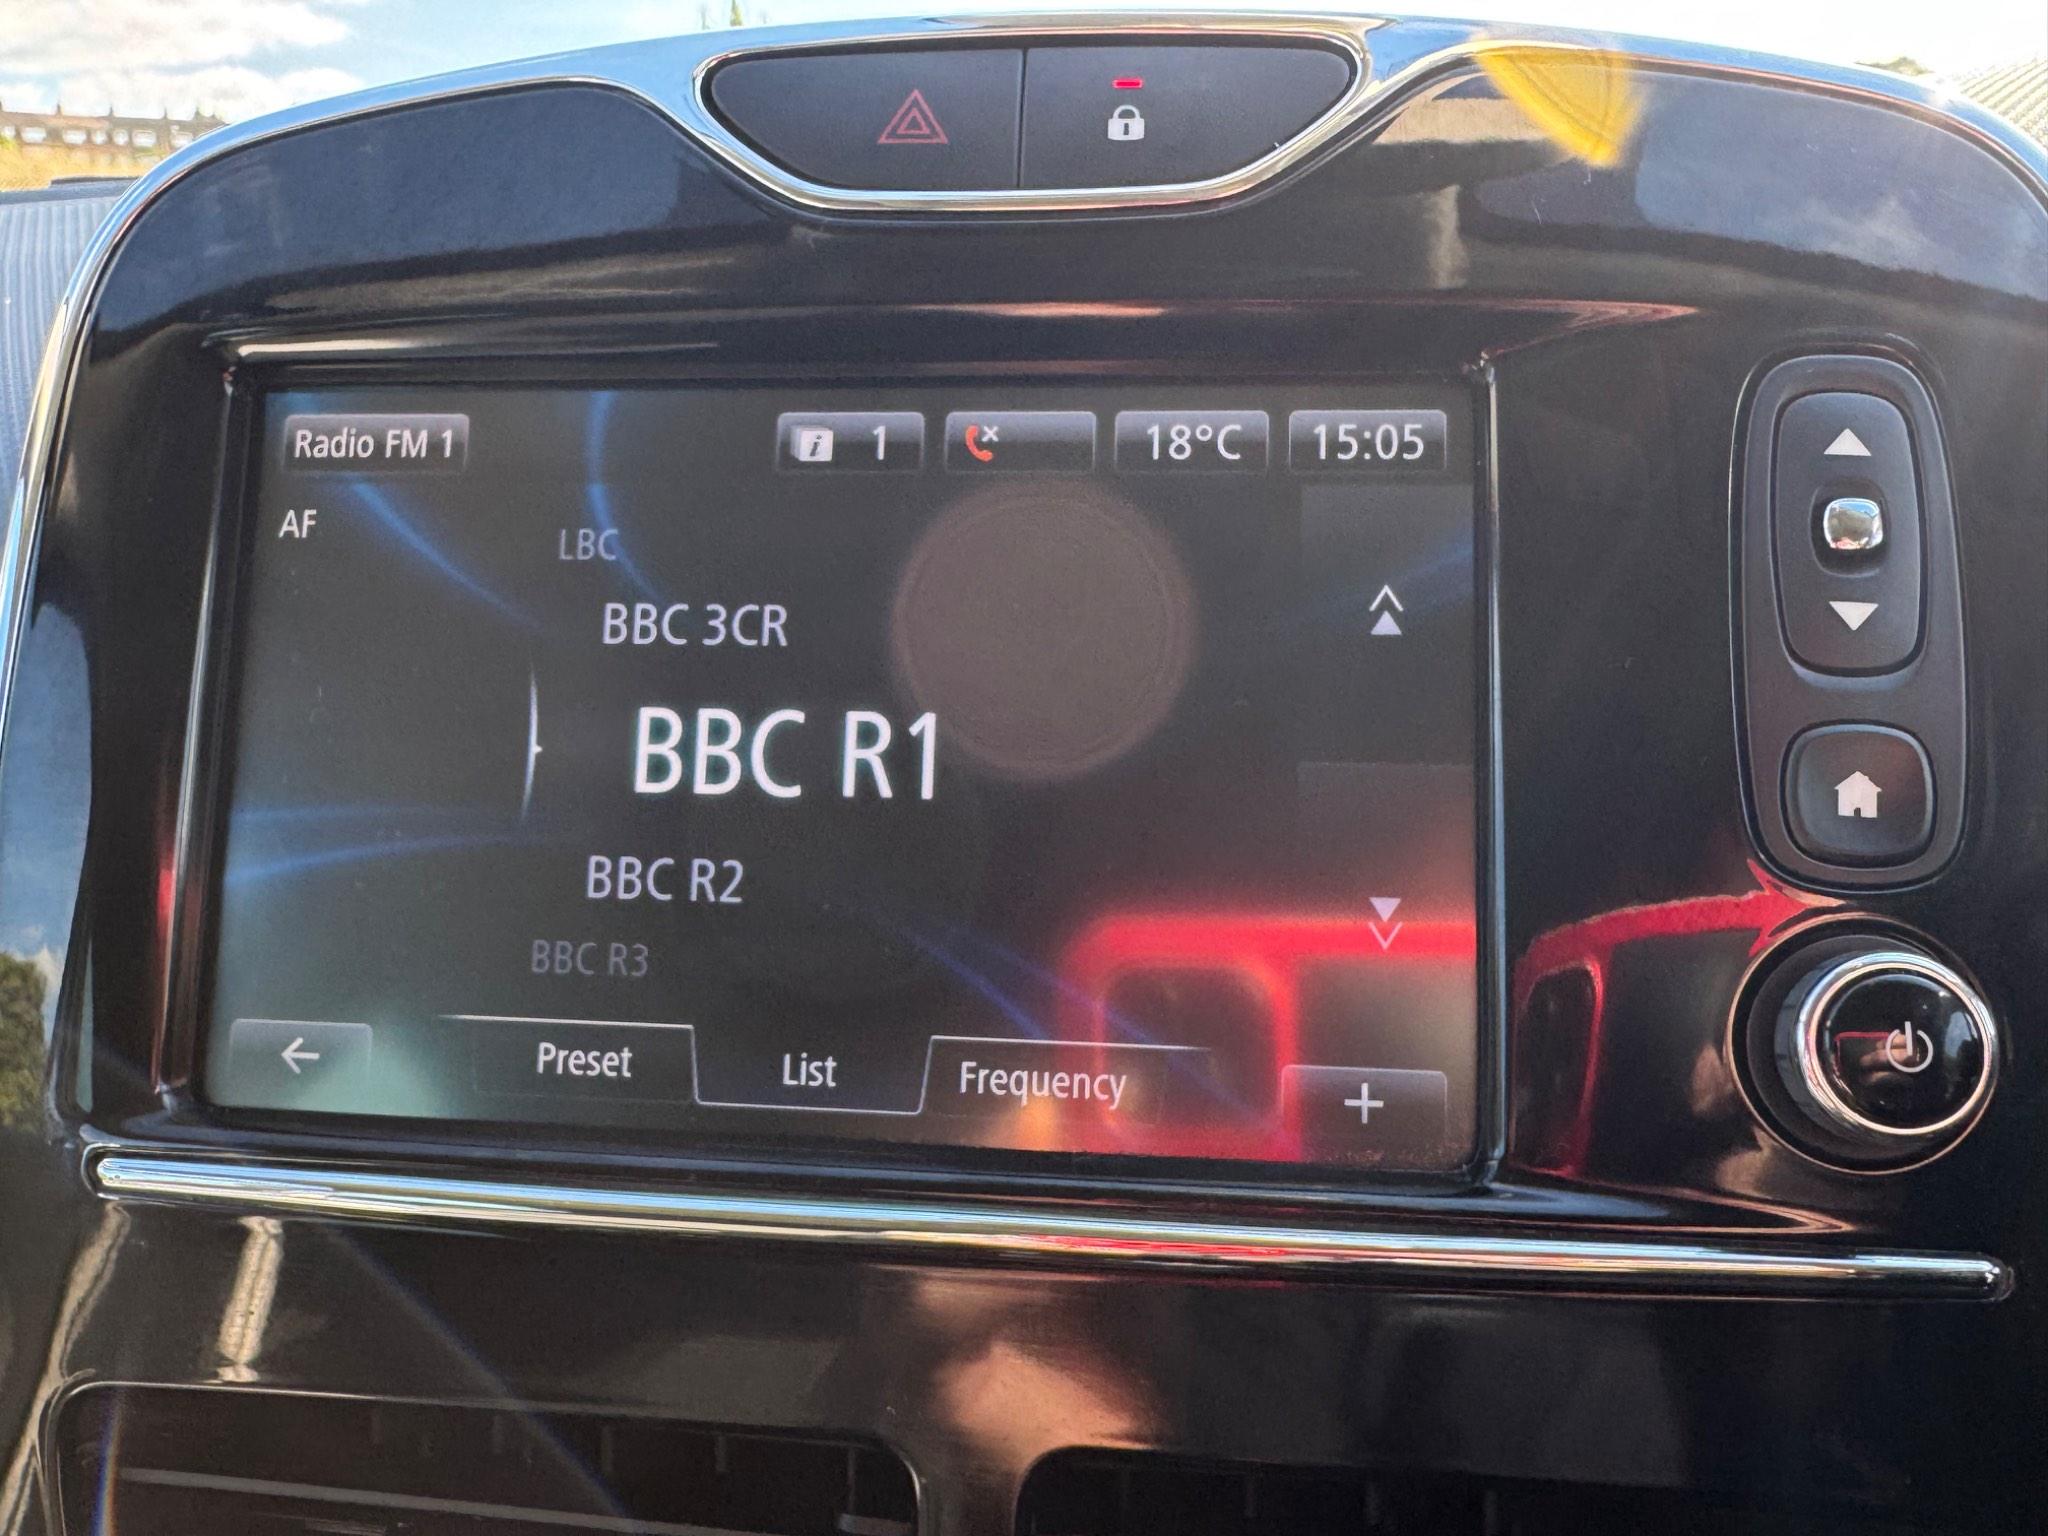 Radio FM 1
1
18°C
15:05
AF
LBC
BBC 3CR
BBC R1
BBC R2
BBC R3
Preset
List
Frequency
+